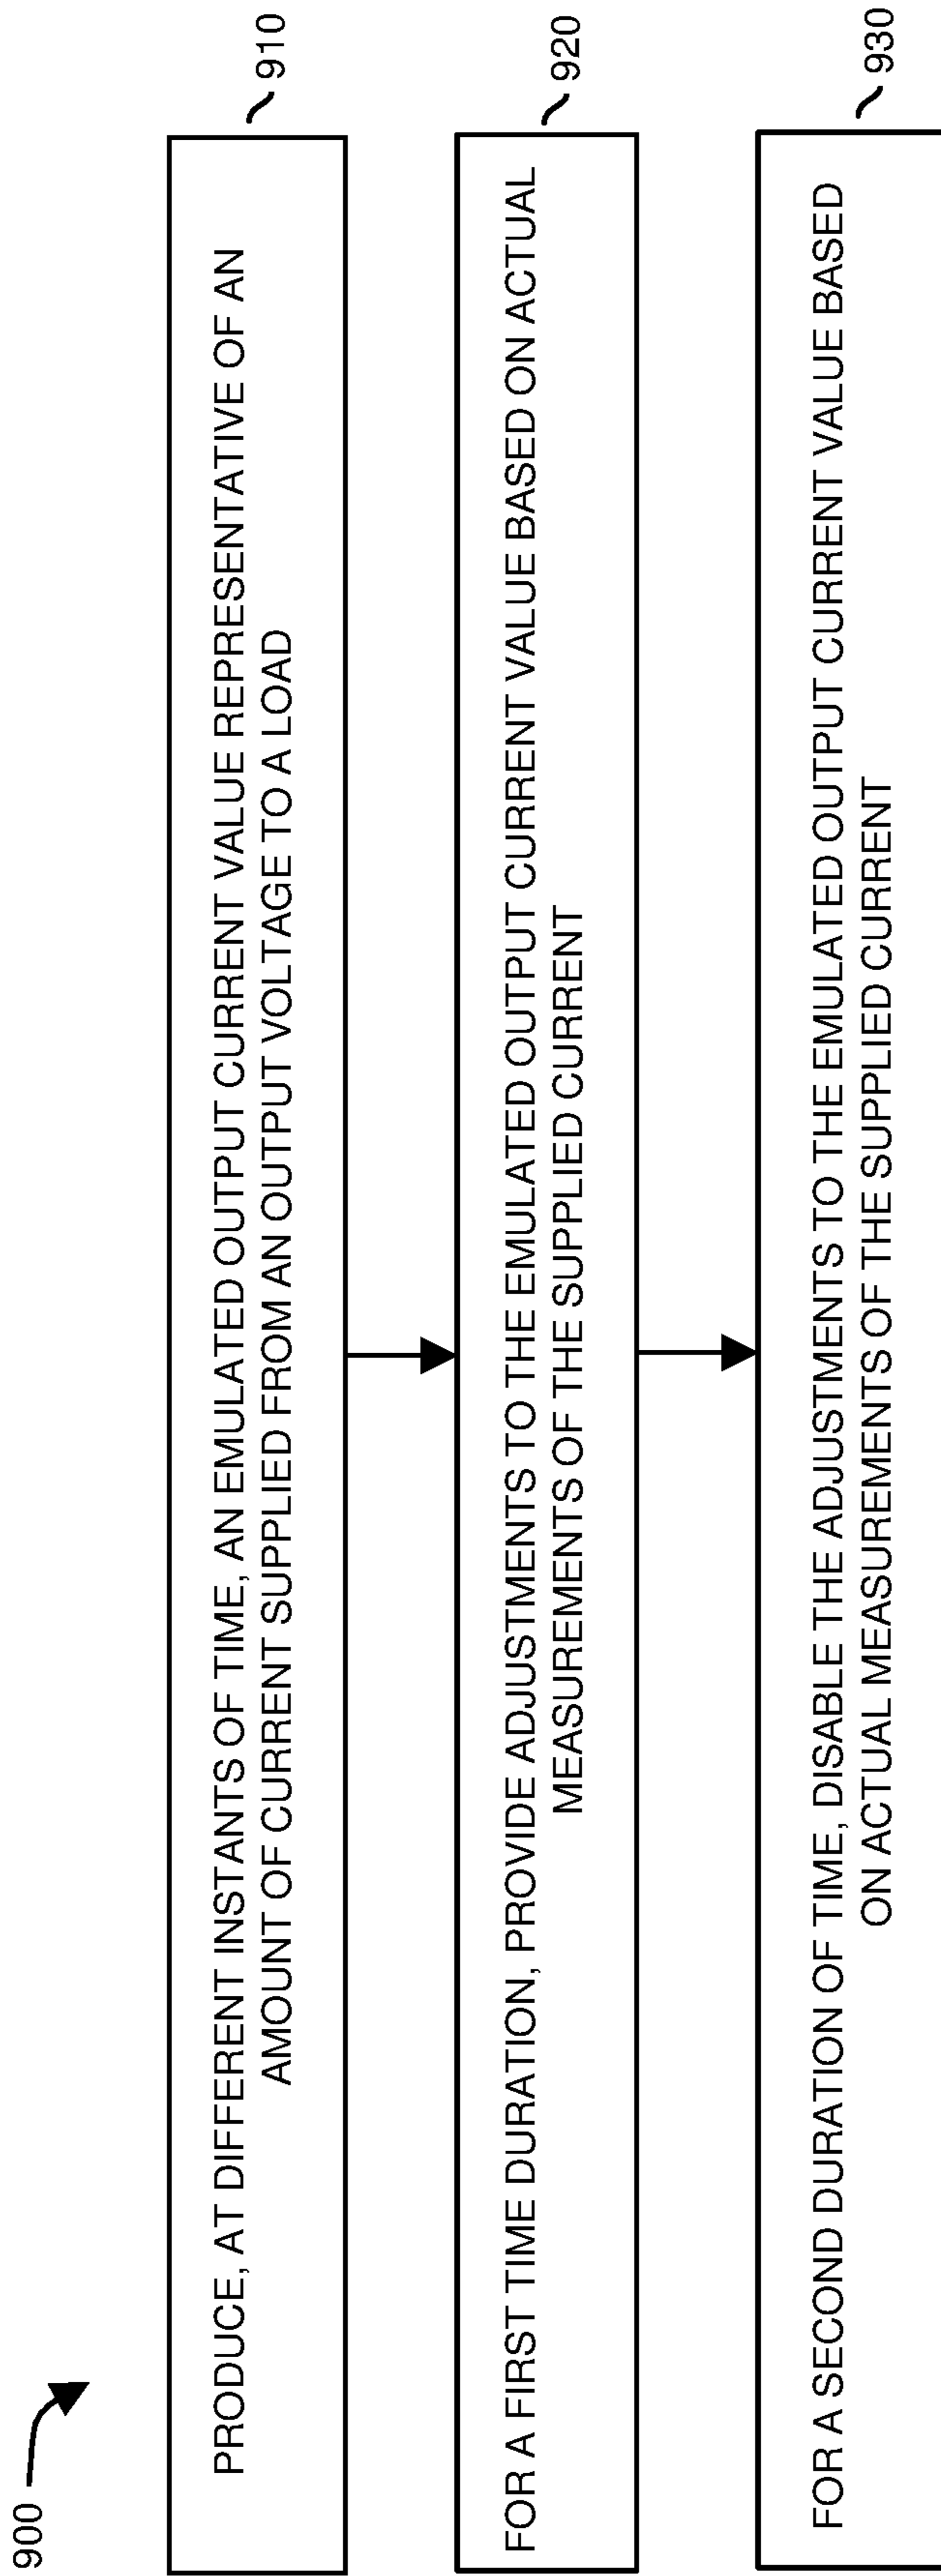 900
PRODUCE, AT DIFFERENT INSTANTS OF TIME, AN EMULATED OUTPUT CURRENT VALUE REPRESENTATIVE OF AN
AMOUNT OF CURRENT SUPPLIED FROM AN OUTPUT VOLTAGE TO A LOAD
910
FOR A FIRST TIME DURATION, PROVIDE ADJUSTMENTS TO THE EMULATED OUTPUT CURRENT VALUE BASED ON ACTUAL
MEASUREMENTS OF THE SUPPLIED CURRENT
920
FOR A SECOND DURATION OF TIME, DISABLE THE ADJUSTMENTS TO THE EMULATED OUTPUT CURRENT VALUE BASED
ON ACTUAL MEASUREMENTS OF THE SUPPLIED CURRENT
930